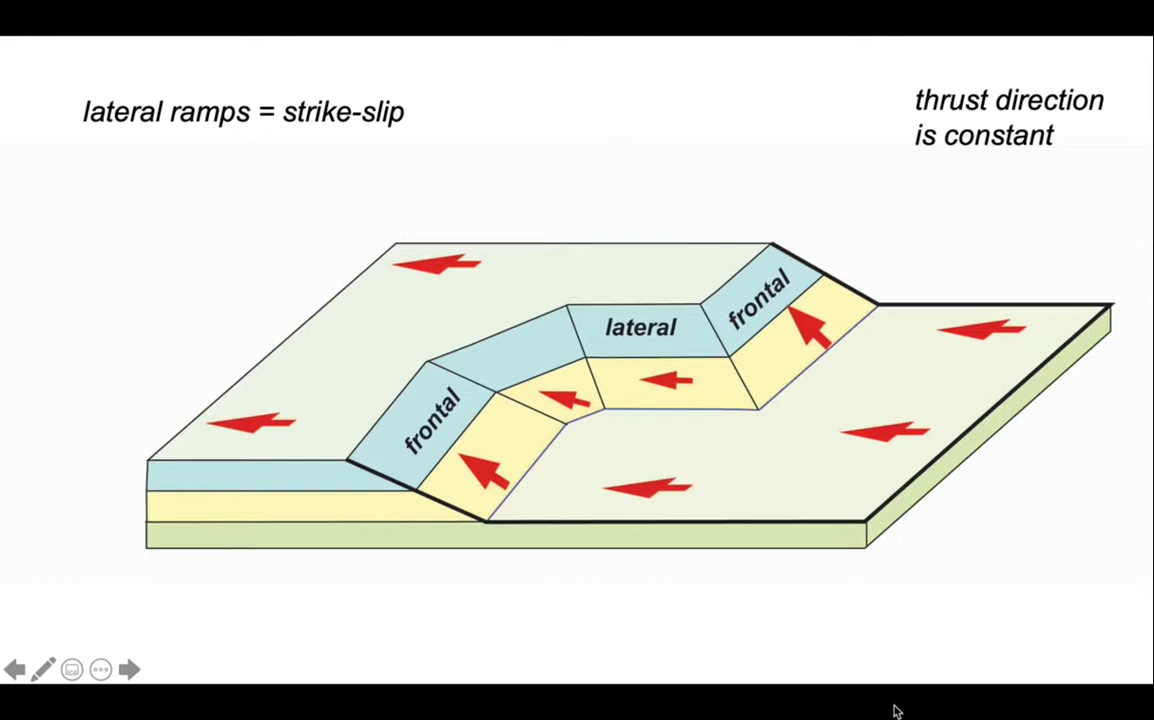 lateral ramps = strike-slip
thrust direction
is constant
frontal
lateral
frontal